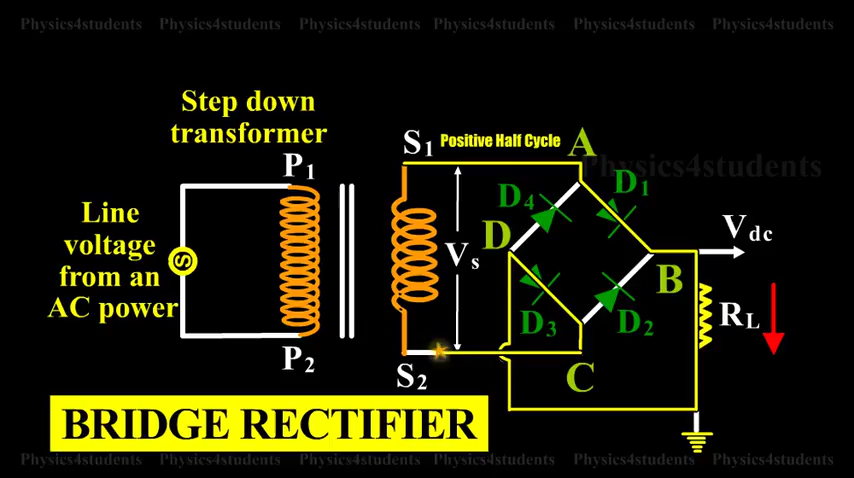 Physics4students Physics4students Physics4students Physics4students Physics4students Physics4students
Step down
transformer
P1
S1
Positive Half Cycle
A
Physics4students
D4
D1
Line
voltage
from an
AC power
S
Vs
D
Vdc
B
D3
D2
RL
P2
S2
C
BRIDGE RECTIFIER
Physics4students Physics4students Physics4students Physics4students Physics4students Physics4students